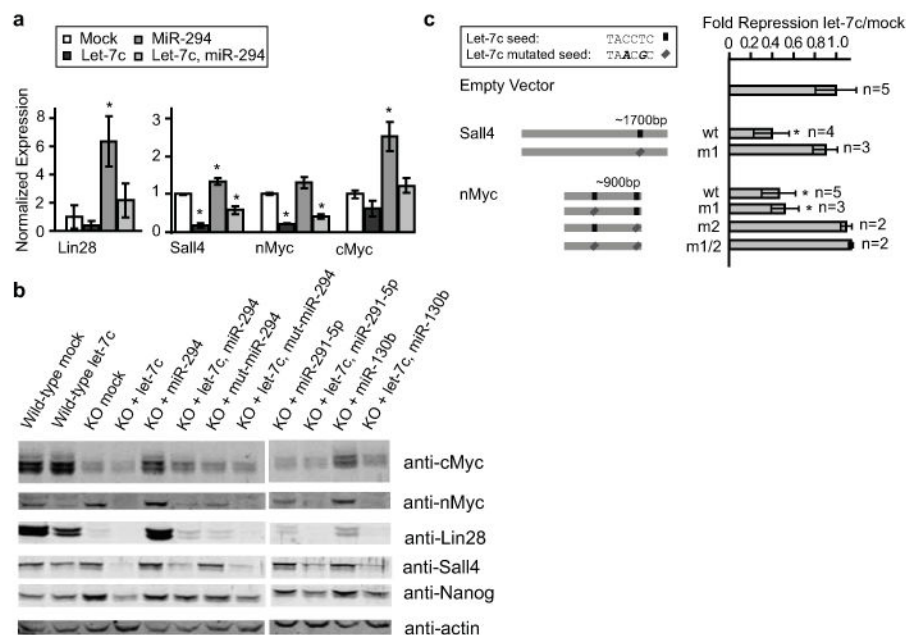 a
Mock
MiR-294
Let-7c
Let-7c, miR-294
Normalized Expression
8
6
4
2
0
3
2
1
0
*
*
*
*
*
*
*
Lin28
Sall4
nMyc
cMyc
b
Wild-type mock
Wild-type let-7c
KO mock
KO + let-7c
KO + miR-294
KO + let-7c, miR-294
KO + mut-miR-294
KO + let-7c, mut-miR-294
KO + miR-291-5p
KO + let-7c, miR-291-5p
KO + miR-130b
KO + let-7c, miR-130b
anti-cMyc
anti-nMyc
anti-Lin28
anti-Sall4
anti-Nanog
anti-actin
c
Let-7c seed: TACCTC
Let-7c mutated seed: TAACGC
Fold Repression let-7c/mock
0 0.2 0.4 0.6 0.8 1.0
Empty Vector
n=5
Sall4
~1700bp
wt * n=4
m1 n=3
nMyc
~900bp
wt * n=5
m1 * n=3
m2 n=2
m1/2 n=2